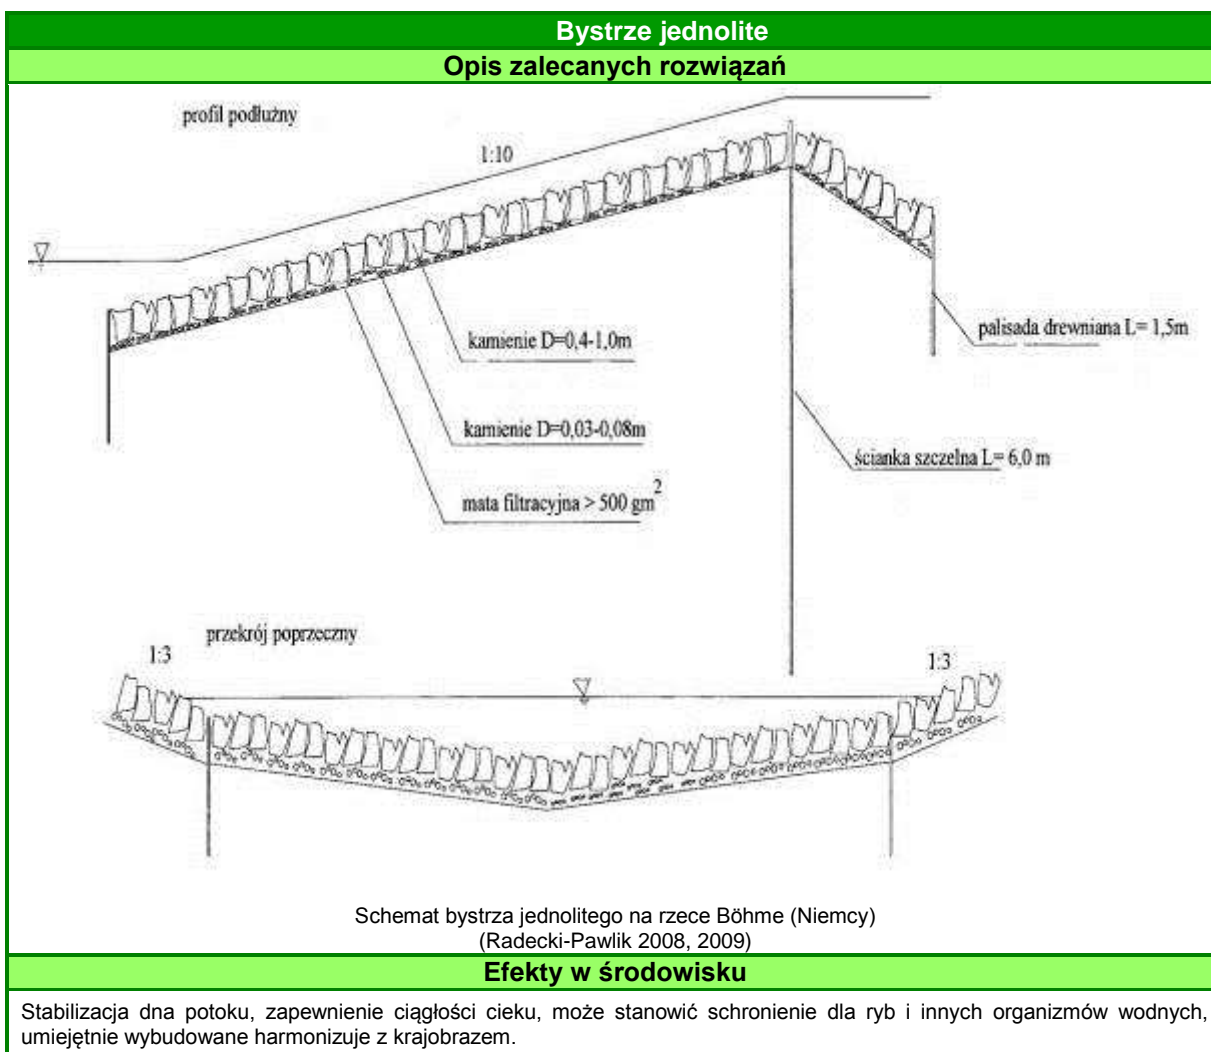 Bystrze jednolite
Opis zalecanych rozwiązań
profil podłużny
1:10
kamienie D=0,4-1,0m
palisada drewniana L= 1,5m
kamienie D=0,03-0,08m
ścianka szczelna L= 6,0 m
mata filtracyjna > 500 gm²
przekrój poprzeczny
1:3
1:3
Schemat bystrza jednolitego na rzece Böhme (Niemcy)
(Radecki-Pawlik 2008, 2009)
Efekty w środowisku
Stabilizacja dna potoku, zapewnienie ciągłości cieku, może stanowić schronienie dla ryb i innych organizmów wodnych,
umiejętnie wybudowane harmonizuje z krajobrazem.